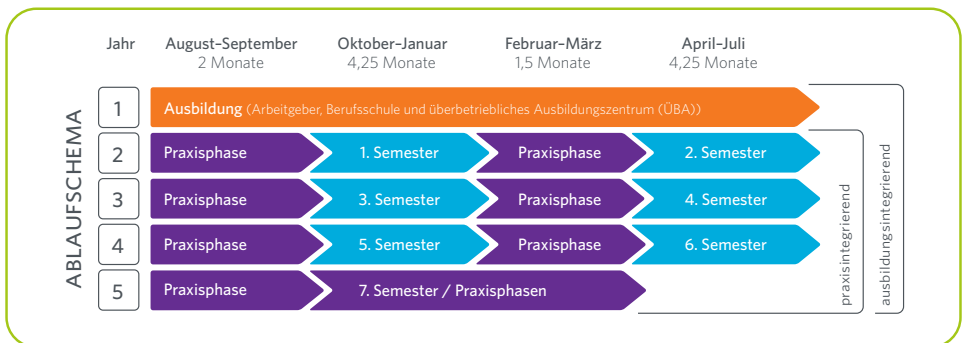 Jahr
August–September
2 Monate
Oktober–Januar
4,25 Monate
Februar–März
1,5 Monate
April–Juli
4,25 Monate
ABLAUFSCHEMA
1
Ausbildung (Arbeitgeber, Berufsschule und überbetriebliches Ausbildungszentrum (ÜBA))
2
Praxisphase
1. Semester
Praxisphase
2. Semester
3
Praxisphase
3. Semester
Praxisphase
4. Semester
4
Praxisphase
5. Semester
Praxisphase
6. Semester
5
Praxisphase
7. Semester / Praxisphasen
praxisintegrierend
ausbildungsintegrierend